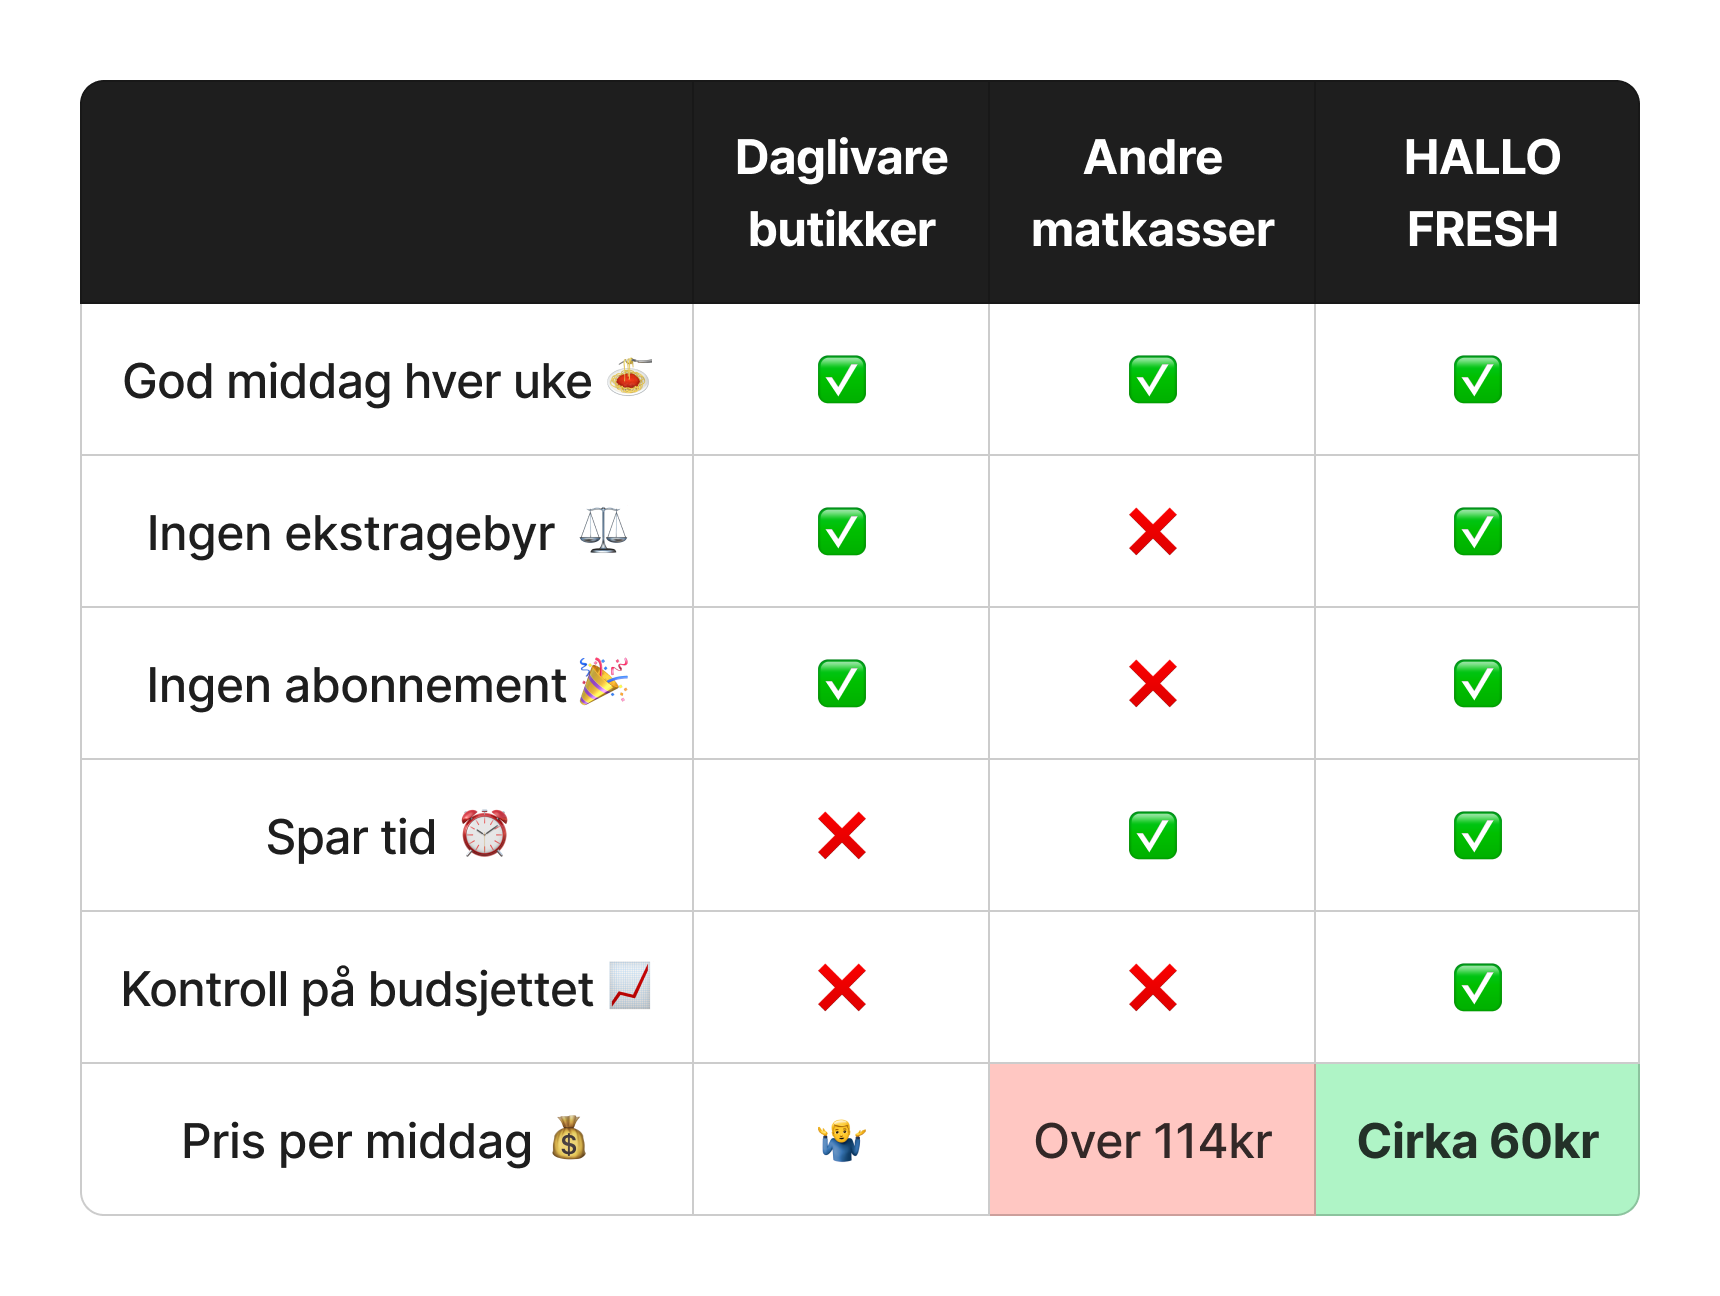 Daglivare
butikker
Andre
matkasser
HALLO
FRESH
God middag hver uke 🍝 ✅ ✅ ✅
Ingen ekstragebyr ⚖️ ✅ ❌ ✅
Ingen abonnement 🎉 ✅ ❌ ✅
Spar tid ⏰ ❌ ✅ ✅
Kontroll på budsjettet 📈 ❌ ❌ ✅
Pris per middag 💰 🤷‍♂️ Over 114kr Cirka 60kr